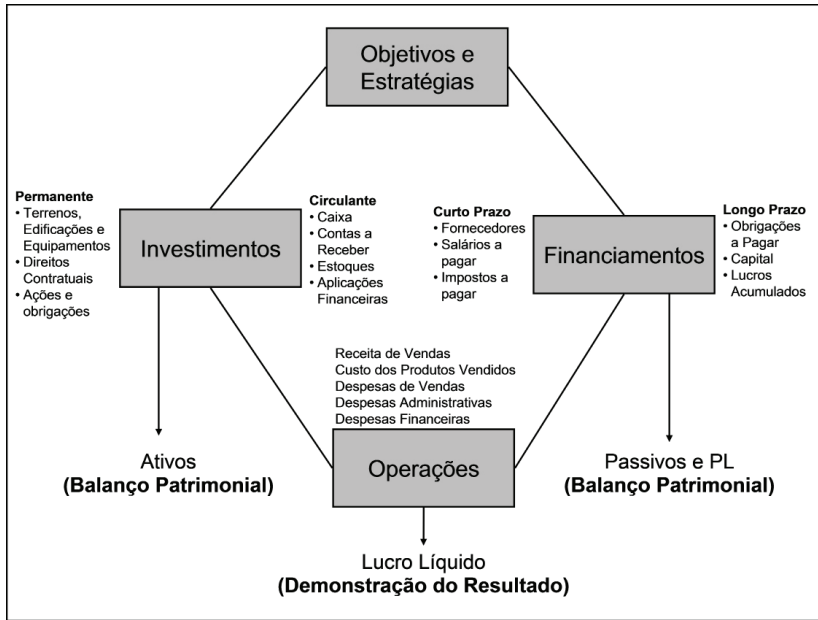 Objetivos e
Estratégias
Permanente
• Terrenos,
Edificações e
Equipamentos
• Direitos
Contratuais
• Ações e
obrigações
Investimentos
Circulante
• Caixa
• Contas a
Receber
• Estoques
• Aplicações
Financeiras
Curto Prazo
• Fornecedores
• Salários a
pagar
• Impostos a
pagar
Financiamentos
Longo Prazo
• Obrigações
a Pagar
• Capital
• Lucros
Acumulados
Receita de Vendas
Custo dos Produtos Vendidos
Despesas de Vendas
Despesas Administrativas
Despesas Financeiras
Operações
Ativos
(Balanço Patrimonial)
Passivos e PL
(Balanço Patrimonial)
Lucro Líquido
(Demonstração do Resultado)